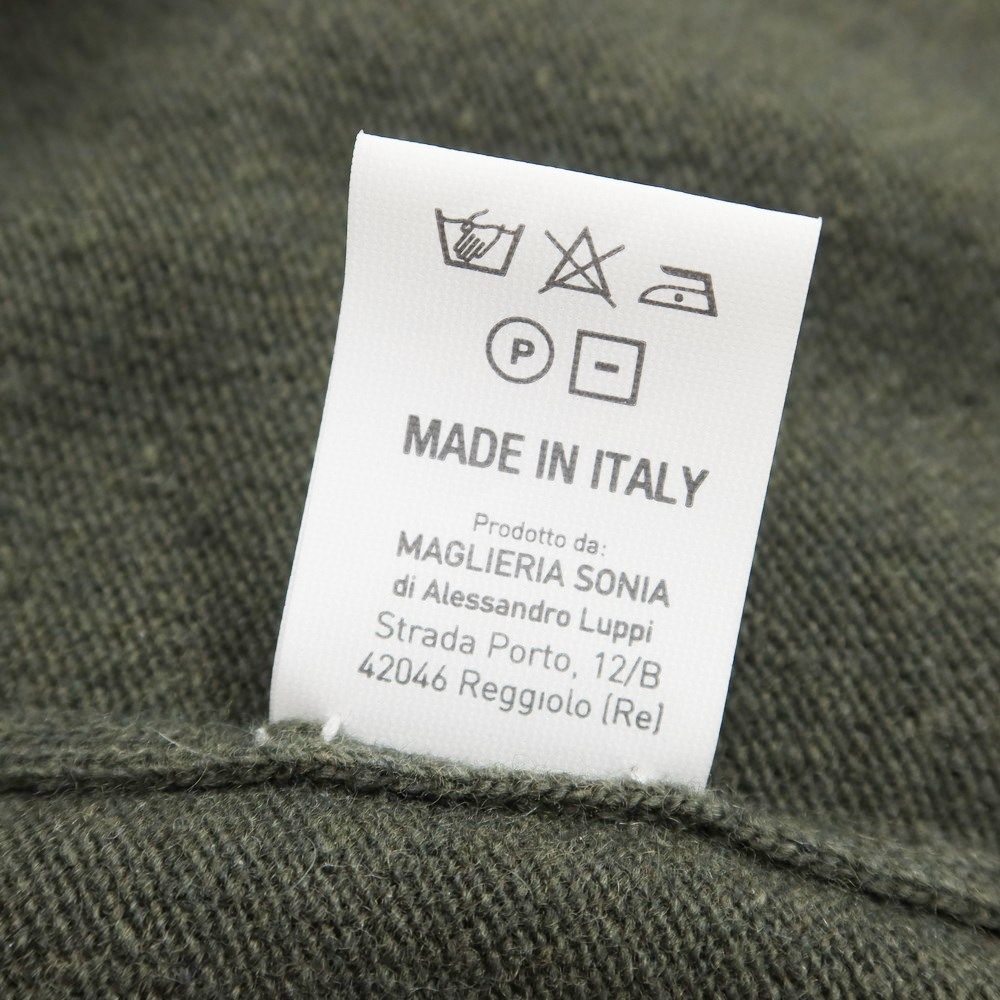 P
MADE IN ITALY
Prodotto da:
MAGLIERIA SONIA
di Alessandro Luppi
Strada Porto, 12/B
42046 Reggiolo (Re)